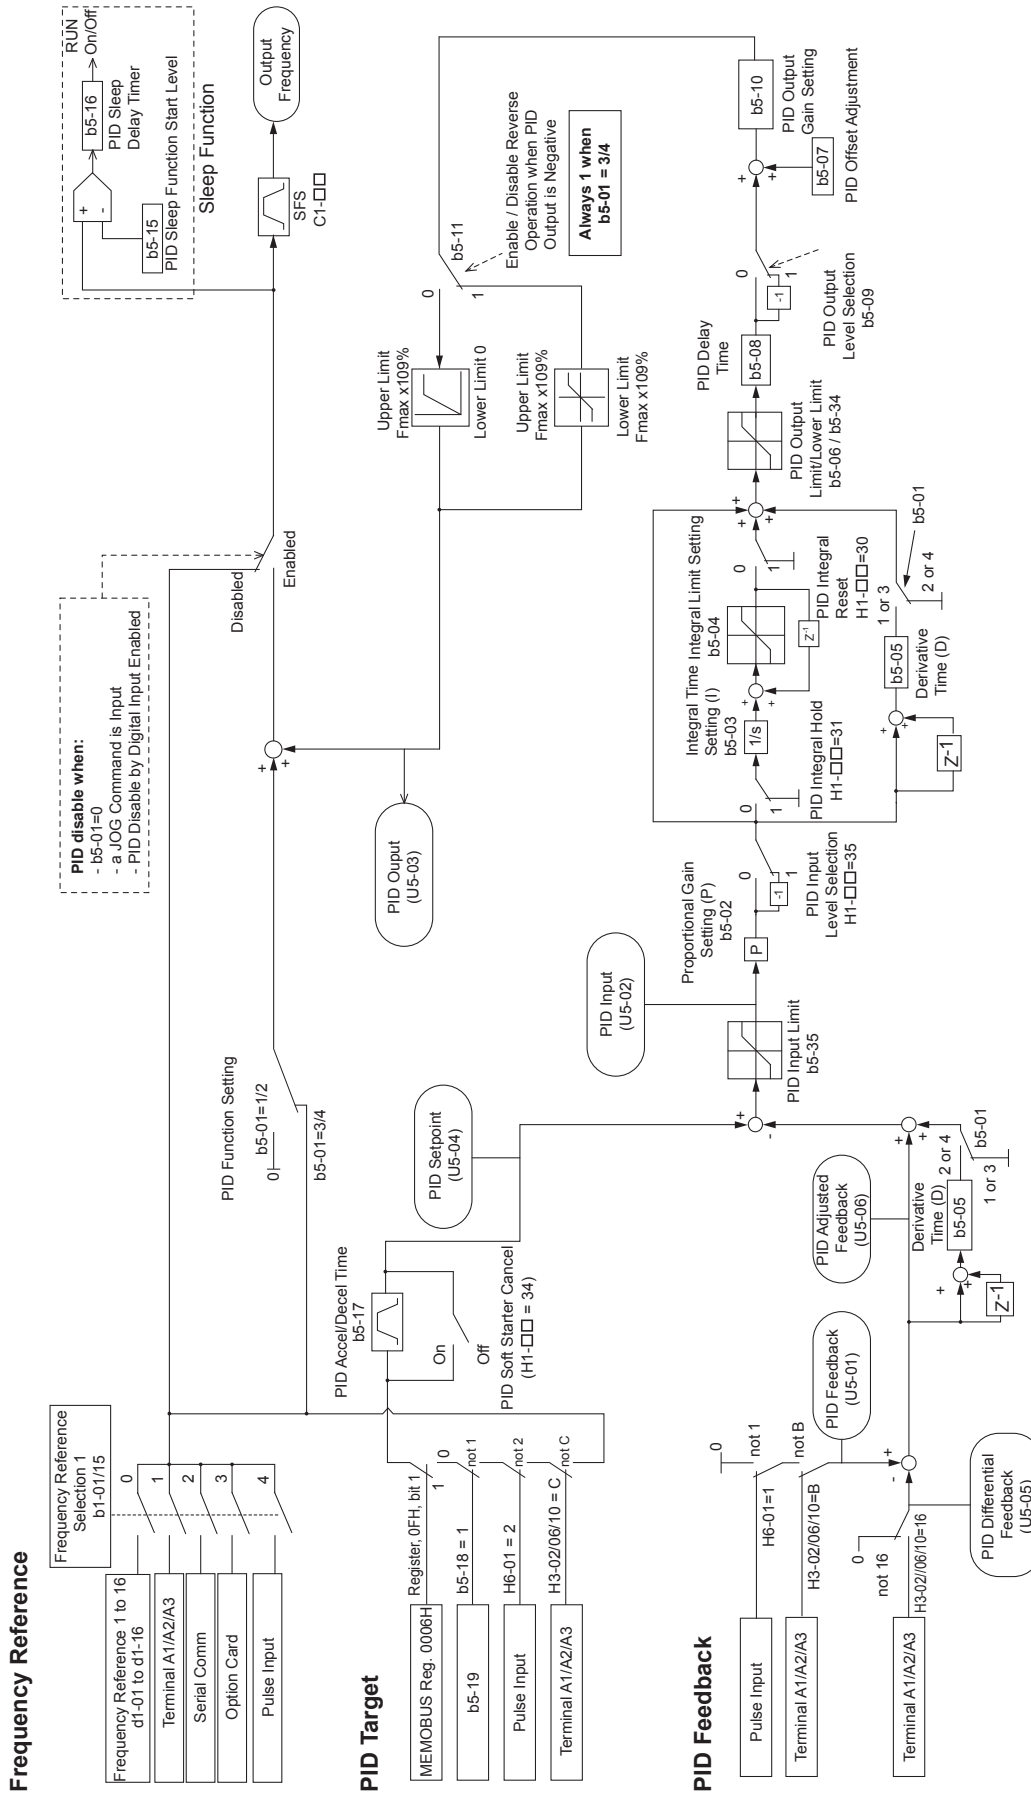 Frequency Reference
Frequency Reference
Selection 1
b1-01/15
Frequency Reference 1 to 16
d1-01 to d1-16
Terminal A1/A2/A3
Serial Comm
Option Card
Pulse Input
0
1
2
3
4
PID Function Setting
b5-01=1/2
0
b5-01=3/4
PID disable when:
- b5-01=0
- a JOG Command is Input
- PID Disable by Digital Input Enabled
Disabled
Enabled
+
+
RUN
On/Off
b5-16
PID Sleep
Delay Timer
+
-
b5-15
PID Sleep Function Start Level
Sleep Function
SFS
C1-□□
Output
Frequency
PID Target
MEMOBUS Reg. 0006H
b5-19
Pulse Input
Terminal A1/A2/A3
Register, 0FH, bit 1
1
0
b5-18 = 1
not 1
H6-01 = 2
not 2
H3-02/06/10 = C
not C
PID Accel/Decel Time
b5-17
On
Off
PID Soft Starter Cancel
(H1-□□ = 34)
PID Setpoint
(U5-04)
PID Ouput
(U5-03)
Upper Limit
Fmax x109%
Lower Limit 0
Upper Limit
Fmax x109%
Lower Limit
Fmax x109%
0
1
b5-11
Enable / Disable Reverse
Operation when PID
Output is Negative
Always 1 when
b5-01 = 3/4
PID Feedback
Pulse Input
Terminal A1/A2/A3
Terminal A1/A2/A3
H6-01=1
0
not 1
H3-02/06/10=B
not B
H3-02//06/10=16
0
not 16
PID Feedback
(U5-01)
+
-
PID Differential
Feedback
(U5-05)
PID Adjusted
Feedback
(U5-06)
Z-1
+
+
Derivative
Time (D)
b5-05
2 or 4
1 or 3
b5-01
+
+
+
-
PID Input Limit
b5-35
PID Input
(U5-02)
Proportional Gain
Setting (P)
b5-02
P
-1
0
1
PID Input
Level Selection
H1-□□=35
0
1
PID Integral Hold
H1-□□=31
Integral Time
Setting (I)
b5-03
1/s
+
+
Integral Limit Setting
b5-04
Z-1
0
1
PID Integral
Reset
H1-□□=30
Z-1
+
+
b5-05
Derivative
Time (D)
1 or 3
2 or 4
b5-01
+
+
+
PID Output
Limit/Lower Limit
b5-06 / b5-34
PID Delay
Time
b5-08
-1
0
1
PID Output
Level Selection
b5-09
+
+
b5-07
PID Offset Adjustment
b5-10
PID Output
Gain Setting